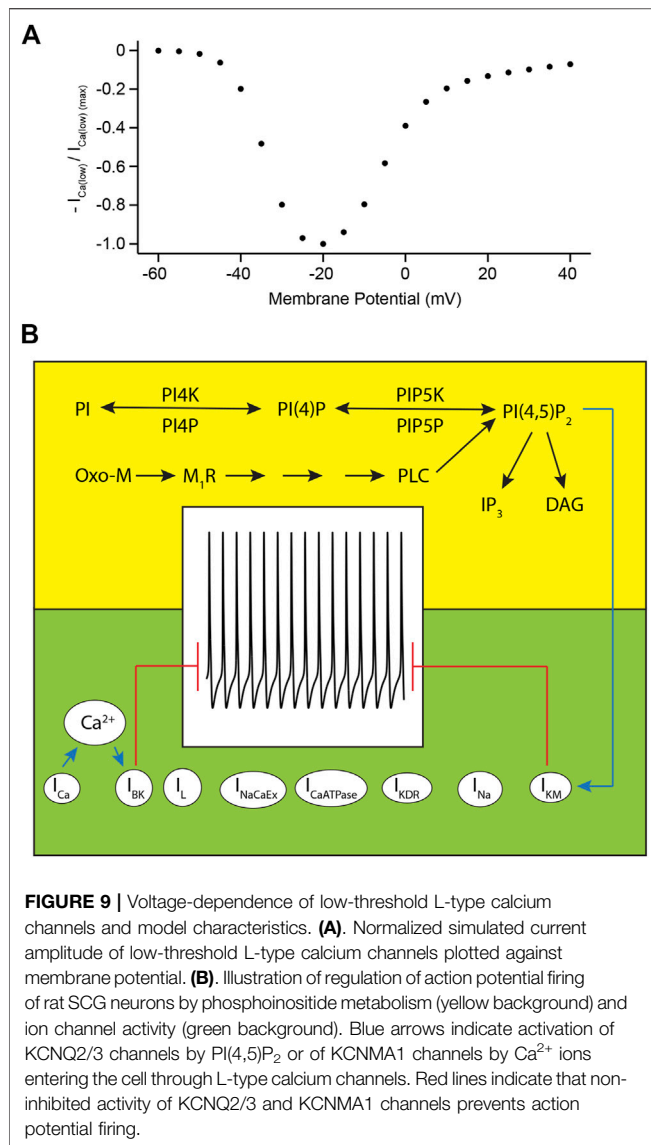 A
0
-0.2
-0.4
-0.6
-0.8
-1.0
- I Ca(low) / I Ca(low) (max)
-60 -40 -20 0 20 40
Membrane Potential (mV)
B
PI PI4K PI(4)P PIP5K PI(4,5)P2
PI4P PIP5P
Oxo-M M1R PLC
IP3 DAG
Ca2+
ICa IBK IL INaCaEx ICaATPase IKDR INa IKM
FIGURE 9 | Voltage-dependence of low-threshold L-type calcium
channels and model characteristics. (A). Normalized simulated current
amplitude of low-threshold L-type calcium channels plotted against
membrane potential. (B). Illustration of regulation of action potential firing
of rat SCG neurons by phosphoinositide metabolism (yellow background) and
ion channel activity (green background). Blue arrows indicate activation of
KCNQ2/3 channels by PI(4,5)P2 or of KCNMA1 channels by Ca2+ ions
entering the cell through L-type calcium channels. Red lines indicate that non-
inhibited activity of KCNQ2/3 and KCNMA1 channels prevents action
potential firing.